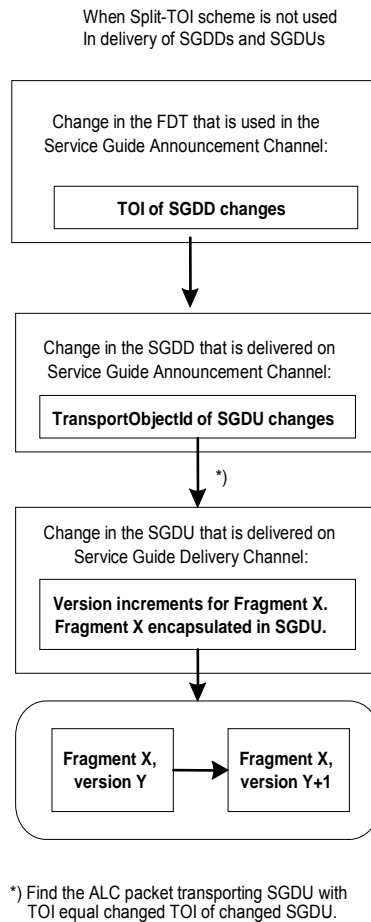 When Split-TOI scheme is not used
In delivery of SGDDs and SGDUs
Change in the FDT that is used in the
Service Guide Announcement Channel:
TOI of SGDD changes
Change in the SGDD that is delivered on
Service Guide Announcement Channel:
TransportObjectId of SGDU changes
*)
Change in the SGDU that is delivered on
Service Guide Delivery Channel:
Version increments for Fragment X.
Fragment X encapsulated in SGDU.
Fragment X,
version Y
Fragment X,
version Y+1
*) Find the ALC packet transporting SGDU with
TOI equal changed TOI of changed SGDU.